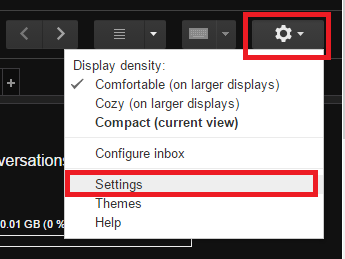 Display density:
Comfortable (on larger displays)
Cozy (on larger displays)
Compact (current view)
Configure inbox
versations
Settings
Themes
0.01 GB (0 %
Help